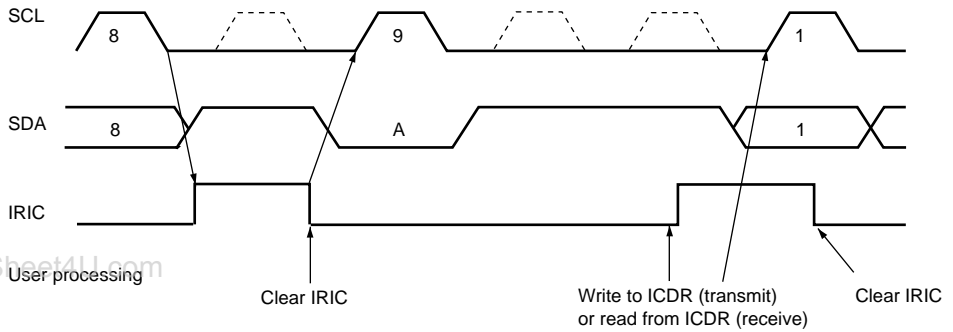 SCL
8
9
1
SDA
8
A
1
IRIC
User processing
Clear IRIC
Write to ICDR (transmit)
or read from ICDR (receive)
Clear IRIC